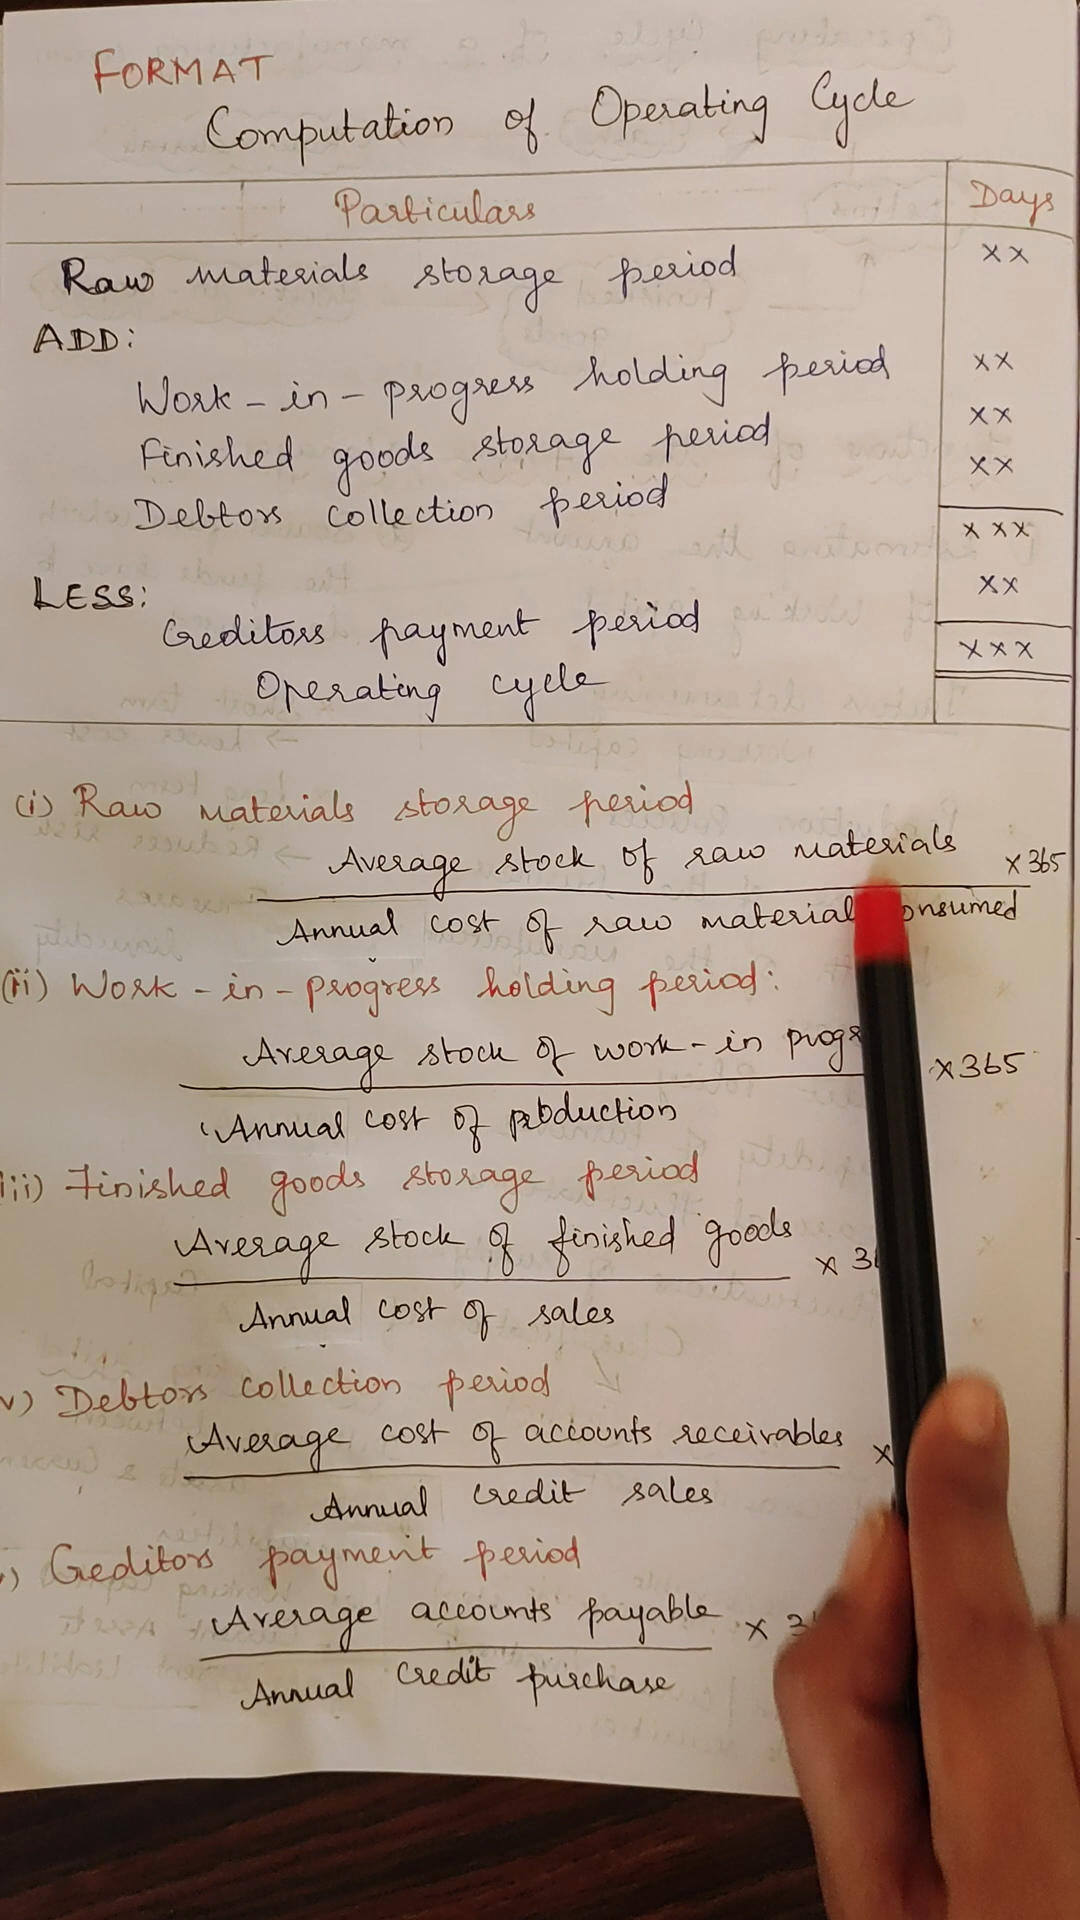 FORMAT
Computation of Operating Cycle
Particulars Days
Raw materials storage period xx
ADD:
Work-in-progress holding period xx
Finished goods storage period xx
Debtors collection period xx
xxx
LESS:
Creditors payment period xx
Operating cycle xxx
(i) Raw materials storage period
Average stock of raw materials x 365
Annual cost of raw material consumed
(ii) Work-in-progress holding period:
Average stock of work-in progr x 365
Annual cost of production
iii) Finished goods storage period
Average stock of finished goods x 3
Annual cost of sales
v) Debtors collection period
Average cost of accounts receivables x
Annual credit sales
) Creditors payment period
Average accounts payable x 3
Annual credit purchase